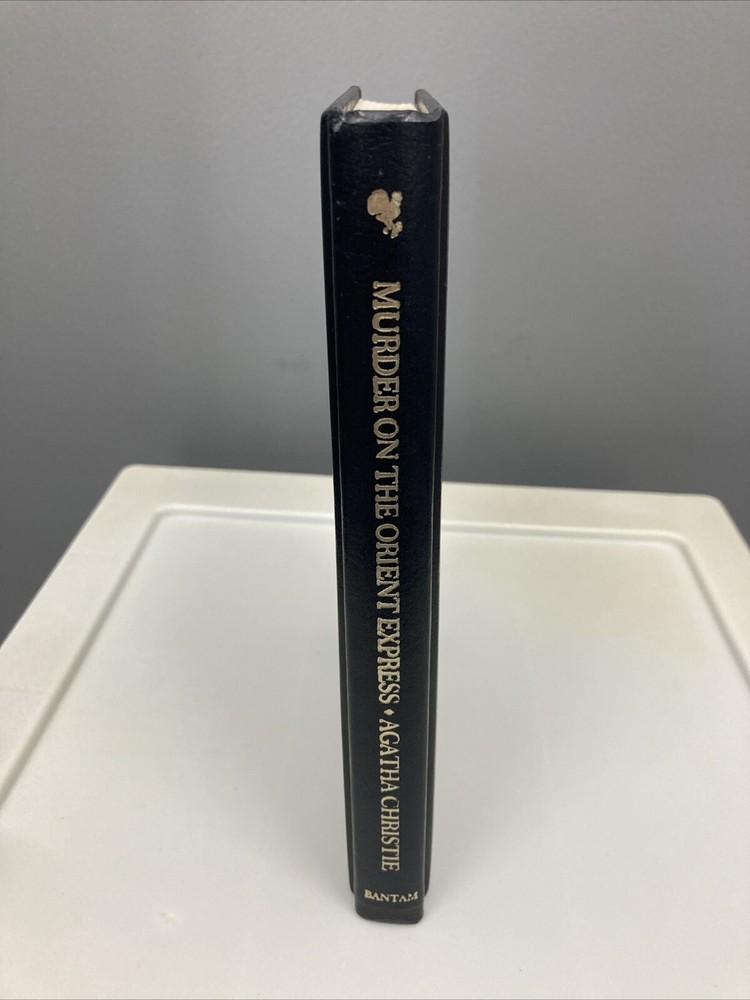 MURDER ON THE ORIENT EXPRESS • AGATHA CHRISTIE
BANTAM